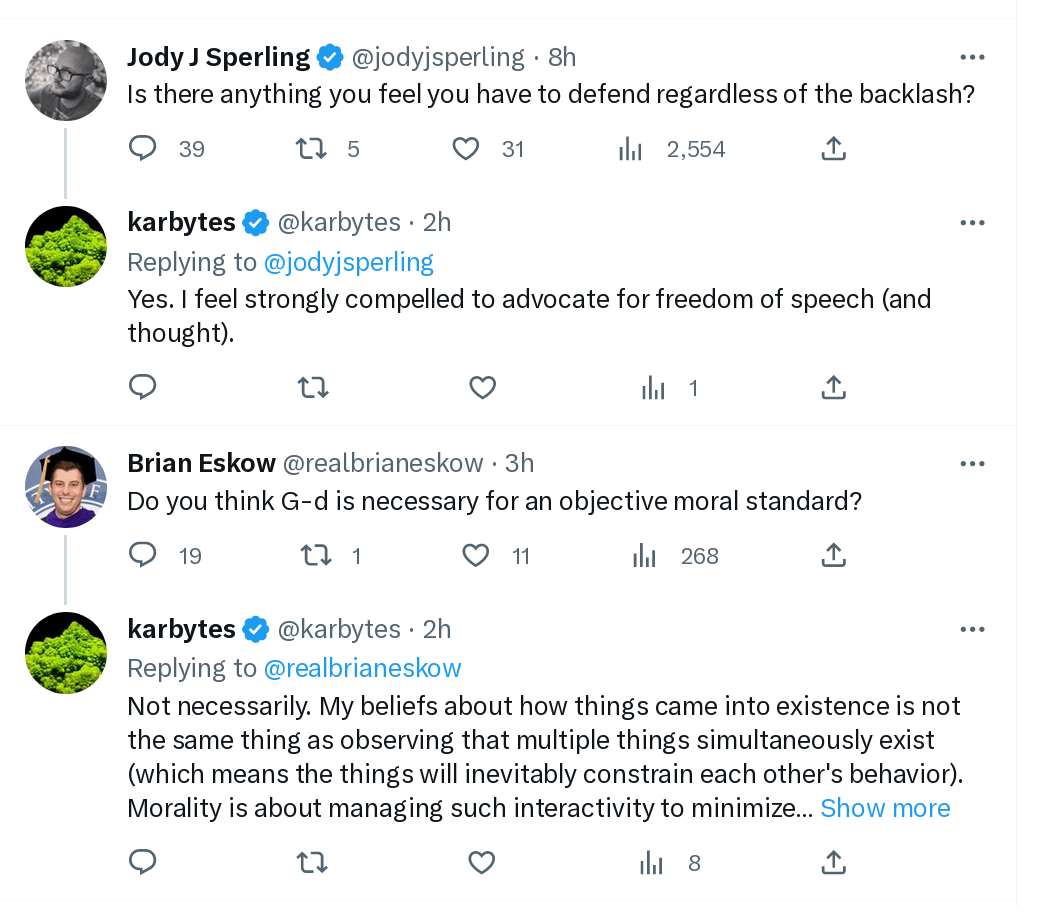 Jody J Sperling @jodyjsperling · 8h
Is there anything you feel you have to defend regardless of the backlash?
39 5 31 2,554
karbytes @karbytes · 2h
Replying to @jodyjsperling
Yes. I feel strongly compelled to advocate for freedom of speech (and
thought).
1
Brian Eskow @realbrianeskow · 3h
Do you think G-d is necessary for an objective moral standard?
19 1 11 268
karbytes @karbytes · 2h
Replying to @realbrianeskow
Not necessarily. My beliefs about how things came into existence is not
the same thing as observing that multiple things simultaneously exist
(which means the things will inevitably constrain each other's behavior).
Morality is about managing such interactivity to minimize... Show more
8